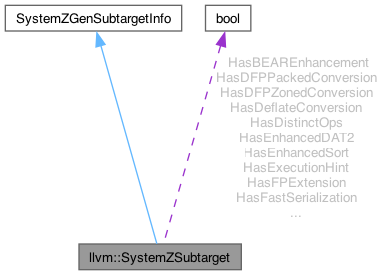 SystemZGenSubtargetInfo
bool
HasBEAREnhancement
HasDFPPackedConversion
HasDFPZonedConversion
HasDeflateConversion
HasDistinctOps
HasEnhancedDAT2
HasEnhancedSort
HasExecutionHint
HasFPExtension
HasFastSerialization
...
llvm::SystemZSubtarget